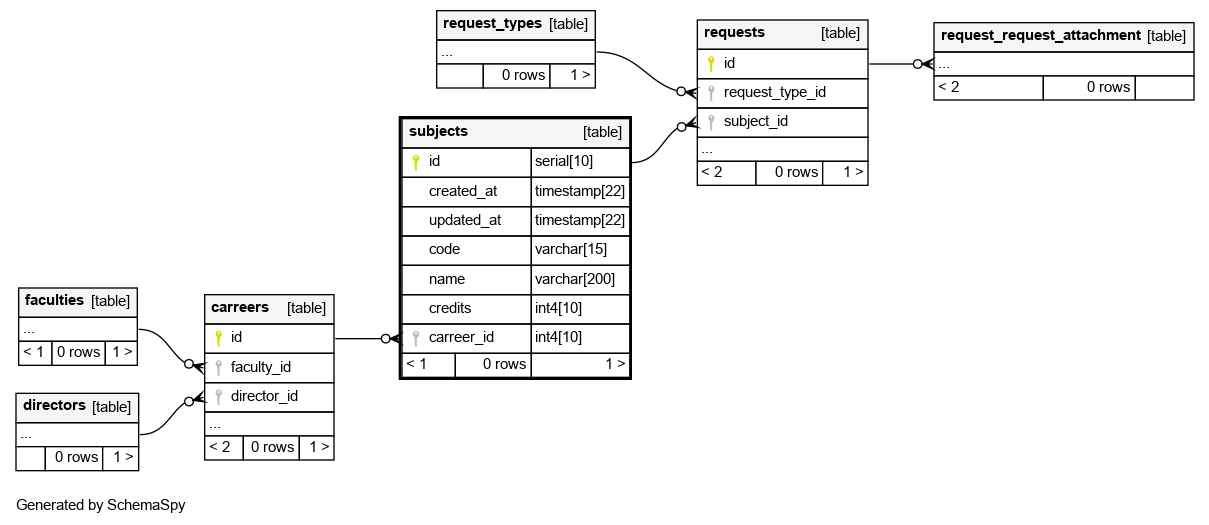 request_types [table]
...
0 rows 1 >
requests [table]
id
request_type_id
subject_id
...
< 2 0 rows 1 >
request_request_attachment [table]
...
< 2 0 rows
subjects [table]
id serial[10]
created_at timestamp[22]
updated_at timestamp[22]
code varchar[15]
name varchar[200]
credits int4[10]
carreer_id int4[10]
< 1 0 rows 1 >
faculties [table]
...
< 1 0 rows 1 >
carreers [table]
id
faculty_id
director_id
...
< 2 0 rows 1 >
directors [table]
...
0 rows 1 >
Generated by SchemaSpy